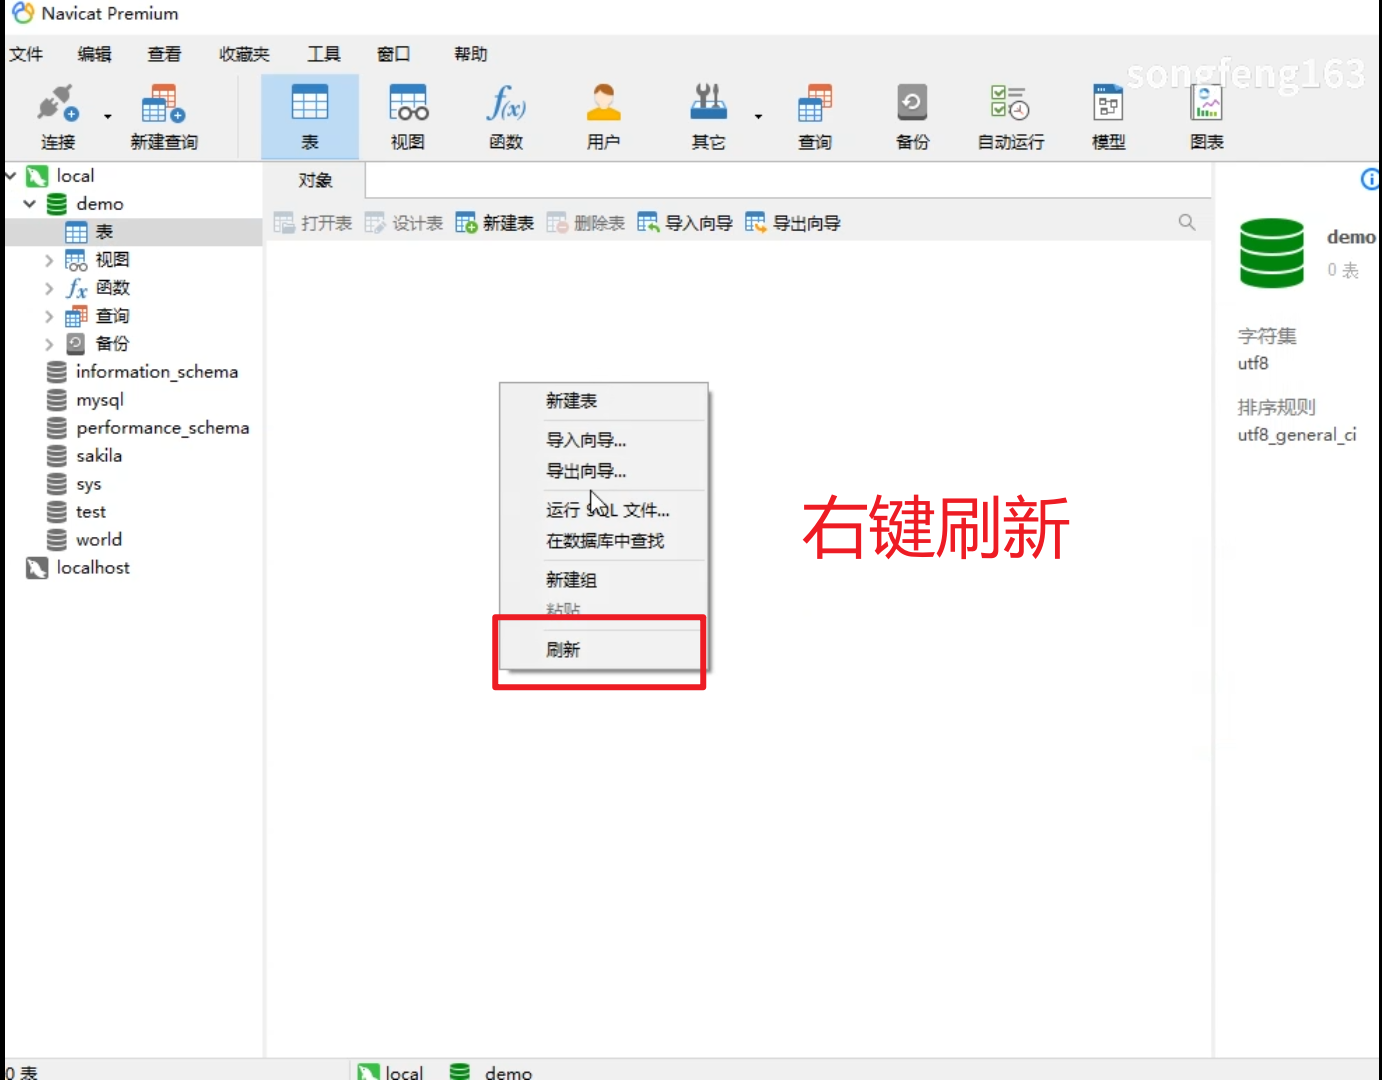 Navicat Premium
文件 编辑 查看 收藏夹 工具 窗口 帮助
songfeng163
连接 新建查询 表 视图 函数 用户 其它 查询 备份 自动运行 模型 图表
local
demo
表
视图
函数
查询
备份
information_schema
mysql
performance_schema
sakila
sys
test
world
localhost
对象
打开表 设计表 新建表 删除表 导入向导 导出向导
新建表
导入向导...
导出向导...
运行 SQL 文件...
在数据库中查找
新建组
粘贴
刷新
右键刷新
demo
0 表
字符集
utf8
排序规则
utf8_general_ci
0 表 local demo